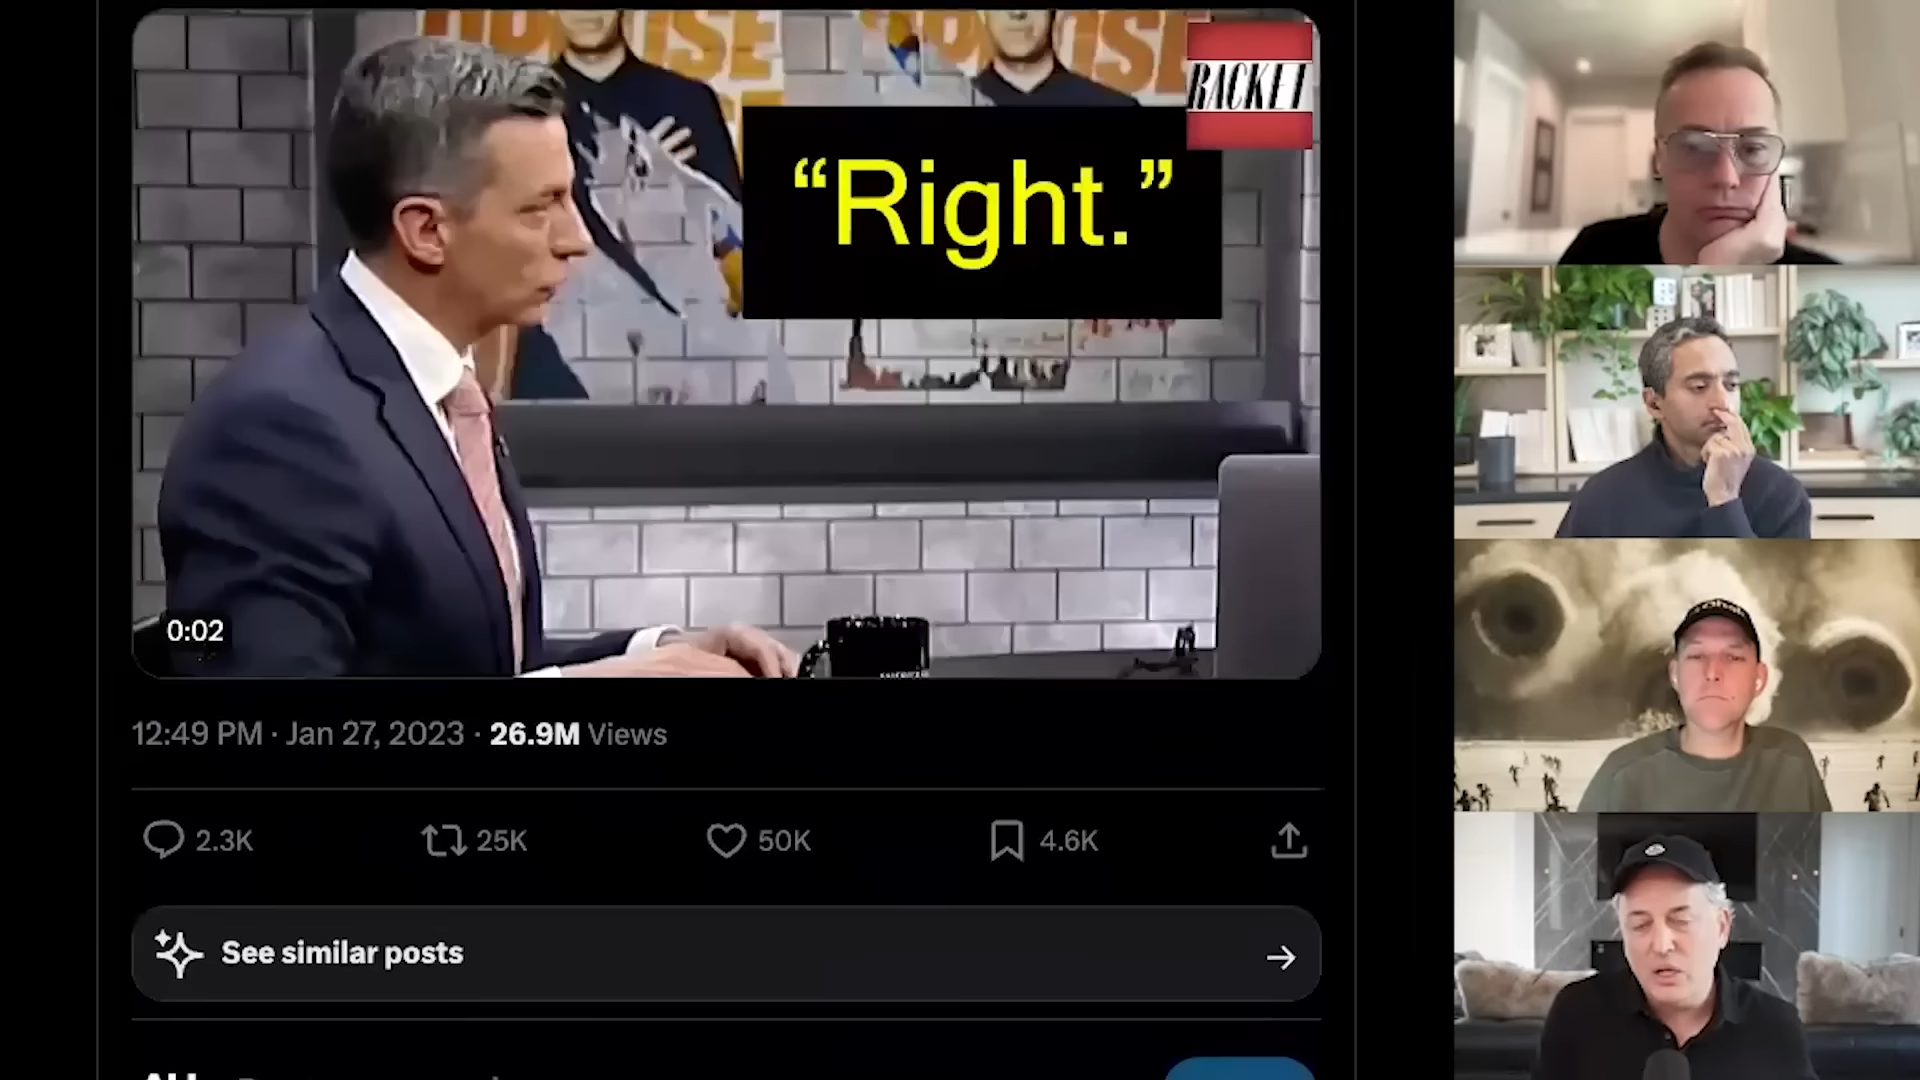 RACKET
“Right.”
0:02
12:49 PM · Jan 27, 2023 · 26.9M Views
2.3K
25K
50K
4.6K
See similar posts